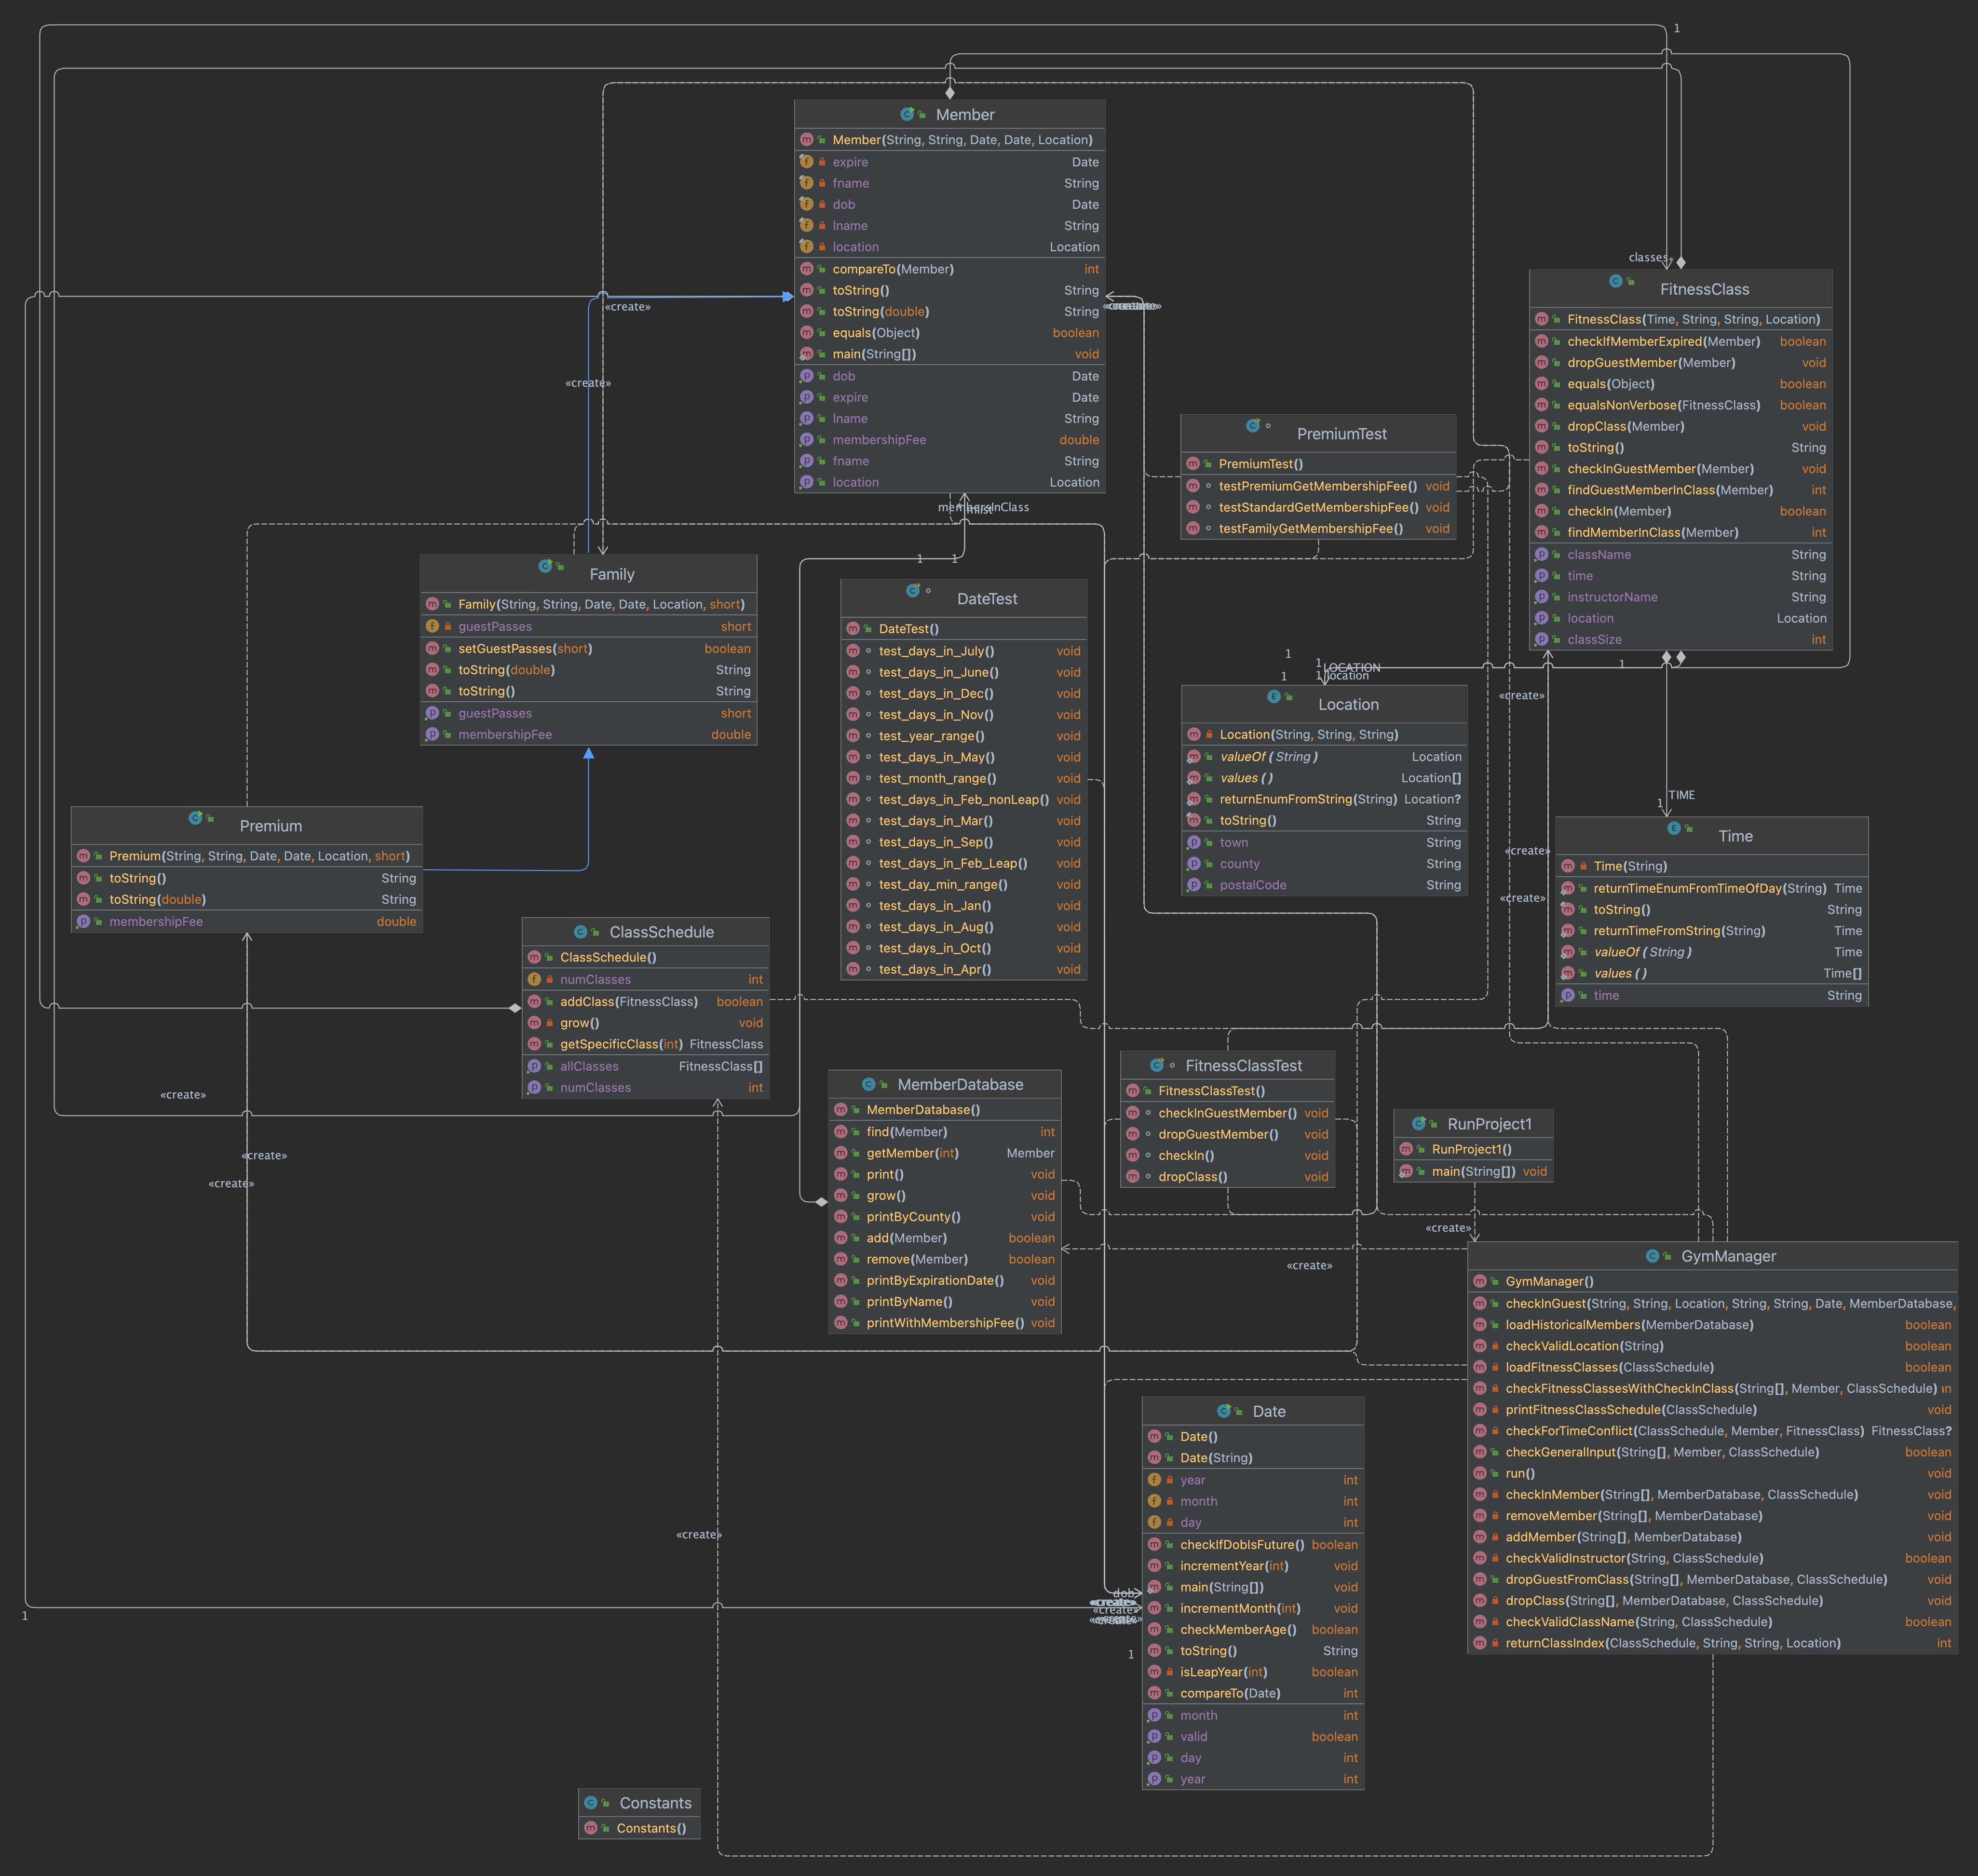 1
Member
Member(String, String, Date, Date, Location)
expire Date
fname String
dob Date
lname String
location Location
compareTo(Member) int
toString() String
toString(double) String
equals(Object) boolean
main(String[]) void
dob Date
expire Date
lname String
membershipFee double
fname String
location Location
classes
FitnessClass
FitnessClass(Time, String, String, Location)
checkIfMemberExpired(Member) boolean
dropGuestMember(Member) void
equals(Object) boolean
equalsNonVerbose(FitnessClass) boolean
dropClass(Member) void
toString() String
checkInGuestMember(Member) void
findGuestMemberInClass(Member) int
checkIn(Member) boolean
findMemberInClass(Member) int
className String
time String
instructorName String
location Location
classSize int
«create»
«create»
PremiumTest
PremiumTest()
testPremiumGetMembershipFee() void
testStandardGetMembershipFee() void
testFamilyGetMembershipFee() void
membersInClass
1
1
Family
Family(String, String, Date, Date, Location, short)
guestPasses short
setGuestPasses(short) boolean
toString(double) String
toString() String
guestPasses short
membershipFee double
DateTest
DateTest()
test_days_in_July() void
test_days_in_June() void
test_days_in_Dec() void
test_days_in_Nov() void
test_year_range() void
test_days_in_May() void
test_month_range() void
test_days_in_Feb_nonLeap() void
test_days_in_Mar() void
test_days_in_Sep() void
test_days_in_Feb_Leap() void
test_day_min_range() void
test_days_in_Jan() void
test_days_in_Aug() void
test_days_in_Oct() void
test_days_in_Apr() void
1
1
1
LOCATION
1
1
location
Location
Location(String, String, String)
valueOf(String) Location
values() Location[]
returnEnumFromString(String) Location?
toString() String
town String
county String
postalCode String
«create»
TIME
1
Time
Time(String)
returnTimeEnumFromTimeOfDay(String) Time
toString() String
returnTimeFromString(String) Time
valueOf(String) Time
values() Time[]
time String
«create»
«create»
Premium
Premium(String, String, Date, Date, Location, short)
toString() String
toString(double) String
membershipFee double
ClassSchedule
ClassSchedule()
numClasses int
addClass(FitnessClass) boolean
grow() void
getSpecificClass(int) FitnessClass
allClasses FitnessClass[]
numClasses int
«create»
«create»
«create»
MemberDatabase
MemberDatabase()
find(Member) int
getMember(int) Member
print() void
grow() void
printByCounty() void
add(Member) boolean
remove(Member) boolean
printByExpirationDate() void
printByName() void
printWithMembershipFee() void
FitnessClassTest
FitnessClassTest()
checkInGuestMember() void
dropGuestMember() void
checkIn() void
dropClass() void
RunProject1
RunProject1()
main(String[]) void
«create»
«create»
GymManager
GymManager()
checkInGuest(String, String, Location, String, String, Date, MemberDatabase,
loadHistoricalMembers(MemberDatabase) boolean
checkValidLocation(String) boolean
loadFitnessClasses(ClassSchedule) boolean
checkFitnessClassesWithCheckInClass(String[], Member, ClassSchedule) in
printFitnessClassSchedule(ClassSchedule) void
checkForTimeConflict(ClassSchedule, Member, FitnessClass) FitnessClass?
checkGeneralInput(String[], Member, ClassSchedule) boolean
run() void
checkInMember(String[], MemberDatabase, ClassSchedule) void
removeMember(String[], MemberDatabase) void
addMember(String[], MemberDatabase) void
checkValidInstructor(String, ClassSchedule) boolean
dropGuestFromClass(String[], MemberDatabase, ClassSchedule) void
dropClass(String[], MemberDatabase, ClassSchedule) void
checkValidClassName(String, ClassSchedule) boolean
returnClassIndex(ClassSchedule, String, String, Location) int
«create»
1
dob
«create»
«create»
1
Date
Date()
Date(String)
year int
month int
day int
checkIfDobIsFuture() boolean
incrementYear(int) void
main(String[]) void
incrementMonth(int) void
checkMemberAge() boolean
toString() String
isLeapYear(int) boolean
compareTo(Date) int
month int
valid boolean
day int
year int
Constants
Constants()